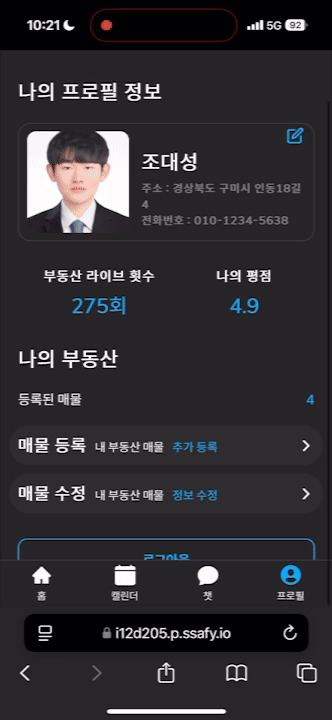 10:21
5G 92
나의 프로필 정보
조대성
주소 : 경상북도 구미시 인동18길
4
전화번호 : 010-1234-5638
부동산 라이브 횟수 나의 평점
275회 4.9
나의 부동산
등록된 매물 4
매물 등록 내 부동산 매물 추가 등록
매물 수정 내 부동산 매물 정보 수정
로그아웃
홈 캘린더 챗 프로필
i12d205.p.ssafy.io